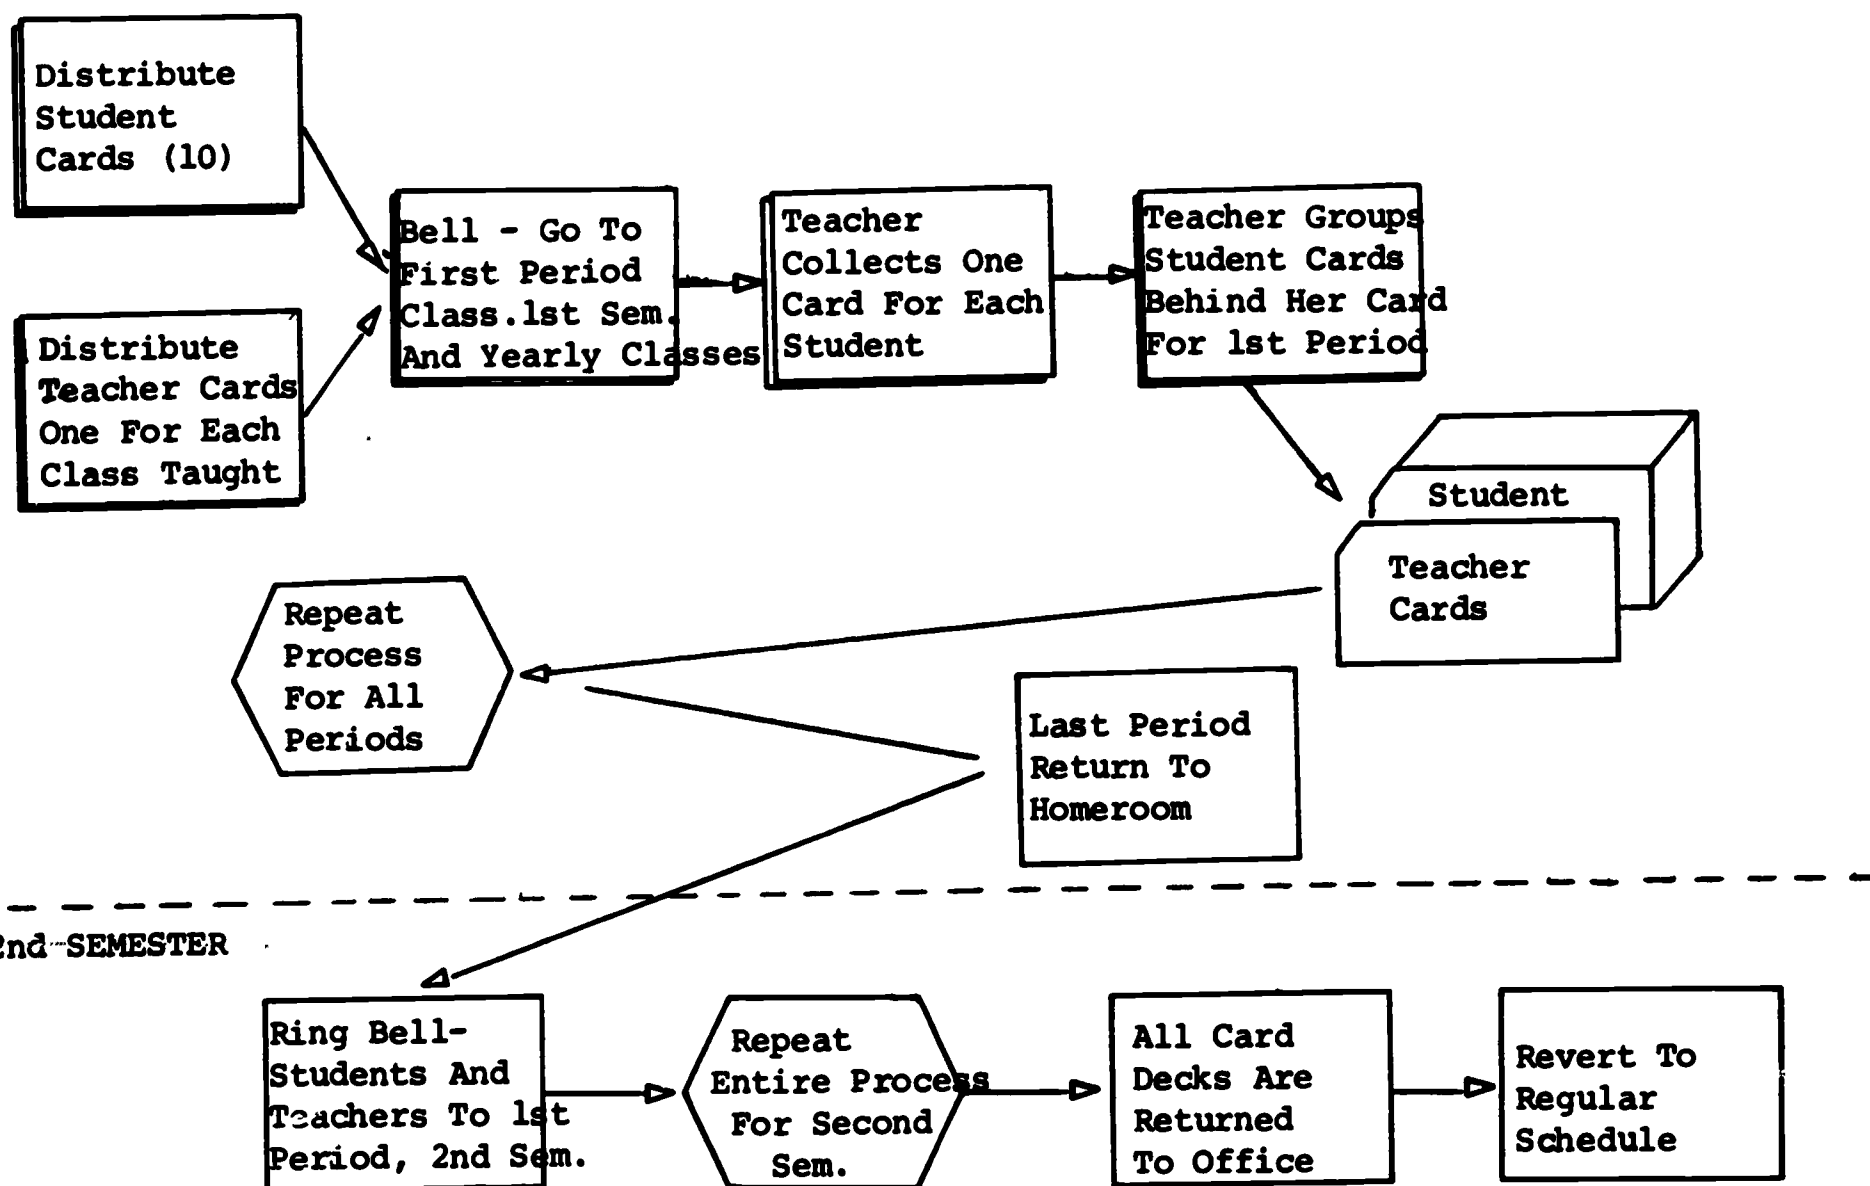 Distribute
Student
Cards (10)
Distribute
Teacher Cards
One For Each
Class Taught
Bell - Go To
First Period
Class.1st Sem.
And Yearly Classes
Teacher
Collects One
Card For Each
Student
Teacher Groups
Student Cards
Behind Her Card
For 1st Period
Student
Teacher
Cards
Repeat
Process
For All
Periods
Last Period
Return To
Homeroom
2nd SEMESTER
Ring Bell-
Students And
Teachers To 1st
Period, 2nd Sem.
Repeat
Entire Process
For Second
Sem.
All Card
Decks Are
Returned
To Office
Revert To
Regular
Schedule